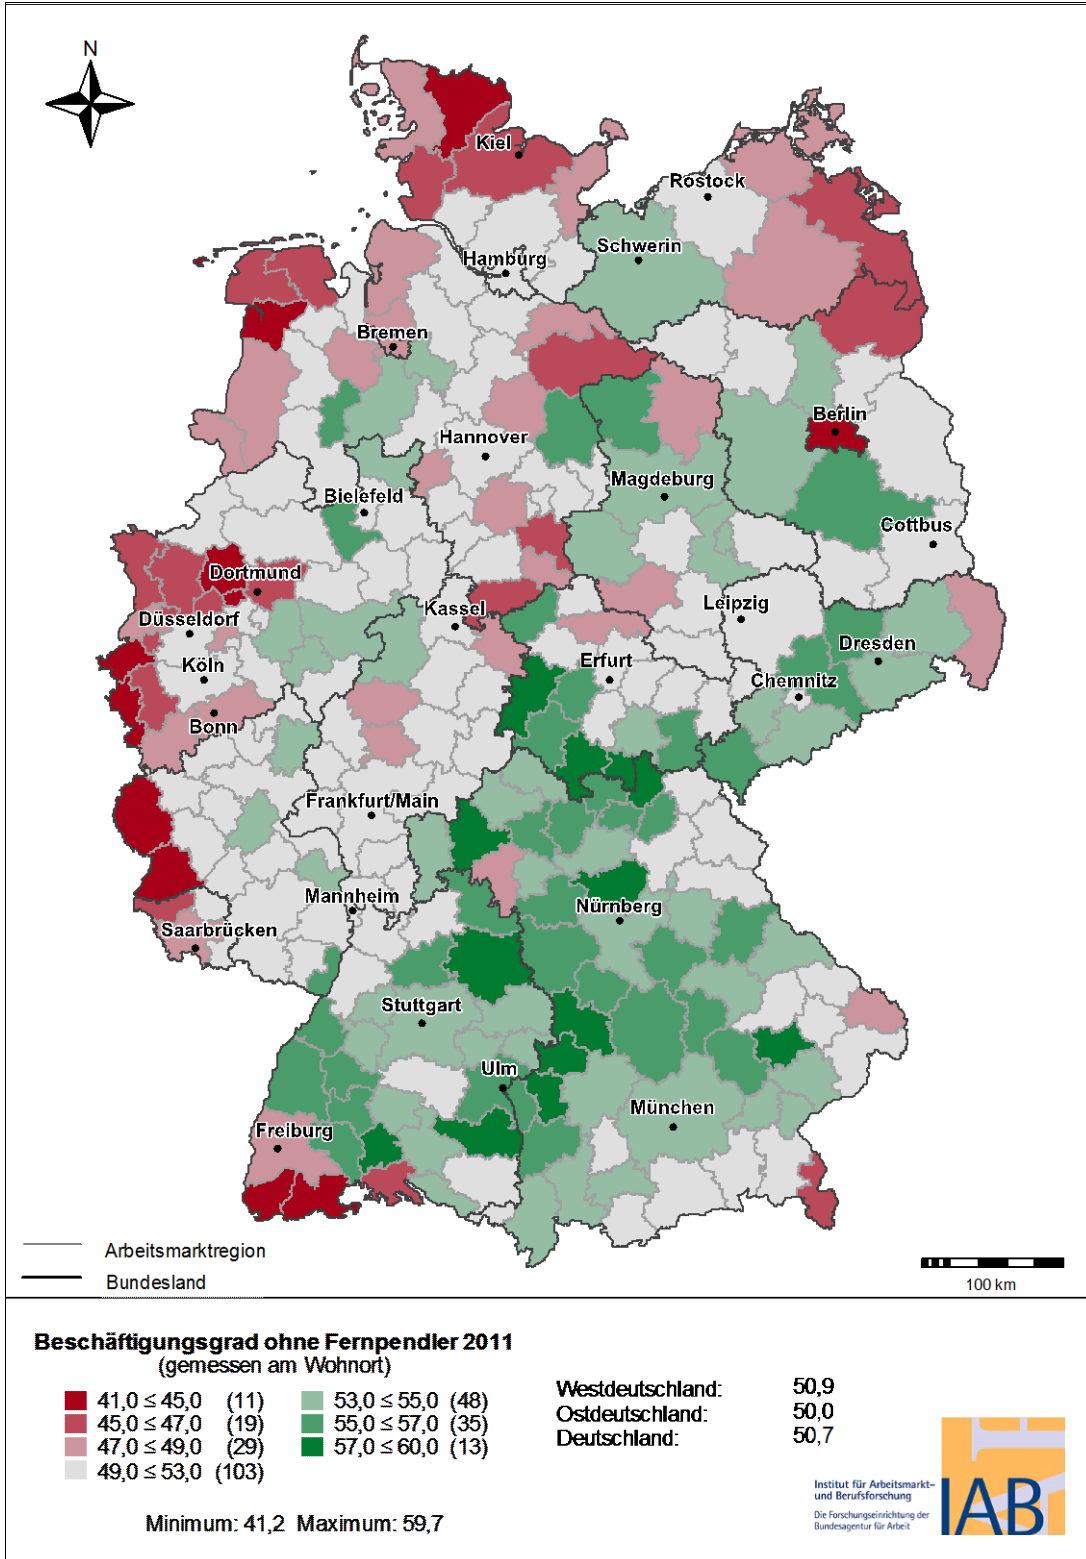 N
Kiel
Rostock
Schwerin
Hamburg
Bremen
Berlin
Hannover
Magdeburg
Bielefeld
Cottbus
Dortmund
Kassel
Leipzig
Düsseldorf
Dresden
Köln
Erfurt
Chemnitz
Bonn
Frankfurt/Main
Mannheim
Nürnberg
Saarbrücken
Stuttgart
Ulm
München
Freiburg
Arbeitsmarktregion
Bundesland
100 km
Beschäftigungsgrad ohne Fernpendler 2011
(gemessen am Wohnort)
41,0 ≤ 45,0 (11)
45,0 ≤ 47,0 (19)
47,0 ≤ 49,0 (29)
49,0 ≤ 53,0 (103)
53,0 ≤ 55,0 (48)
55,0 ≤ 57,0 (35)
57,0 ≤ 60,0 (13)
Minimum: 41,2 Maximum: 59,7
Westdeutschland: 50,9
Ostdeutschland: 50,0
Deutschland: 50,7
Institut für Arbeitsmarkt-
und Berufsforschung
Die Forschungseinrichtung der
Bundesagentur für Arbeit
IAB